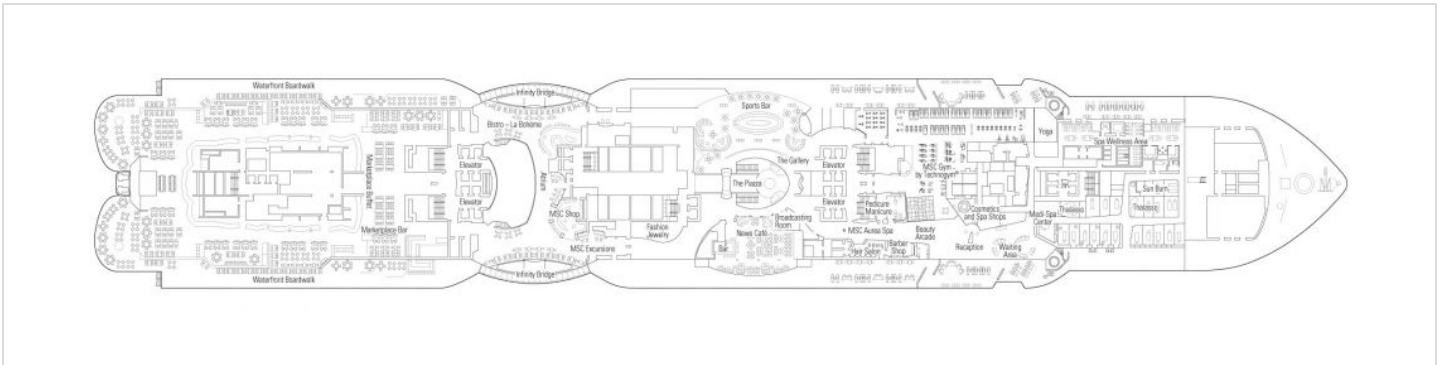 Waterfront Boardwalk
Infinity Bridge
Bistro - La Bohème
Sports Bar
Yoga
Spa Wellness Area
Elevator
The Gallery
Elevator
Marketplace Buffet
Atrium
The Piazza
MSC Gym
by Technogym
Sun Burn
Elevator
Elevator
MSC Shop
Pedicure
Manicure
Cosmetics
and Spa Shops
Thalasso
Thalasso
Medi-Spa
Center
Broadcasting
Room
Marketplace Bar
Fashion
Jewelry
News Café
+ MSC Aurea Spa
Beauty
Arcade
MSC Excursions
Bar
Hair Salon
Barber
Shop
Reception
Waiting
Area
Waterfront Boardwalk
Infinity Bridge